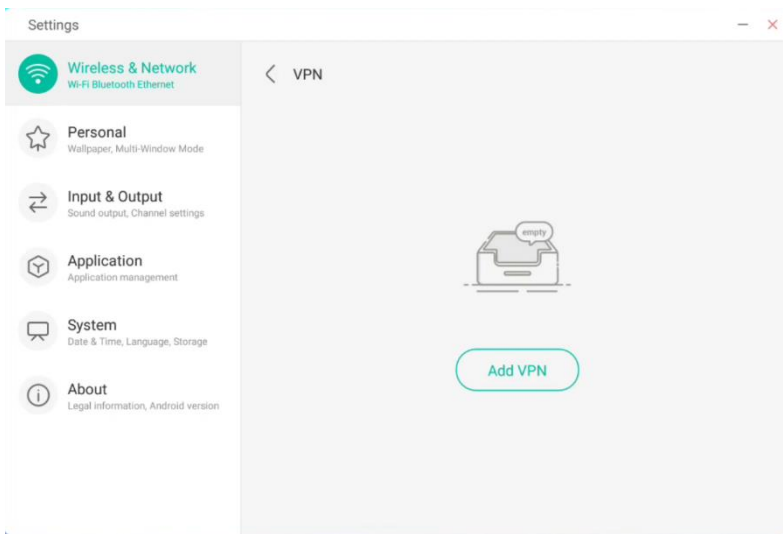 Settings
Wireless & Network
Wi-Fi Bluetooth Ethernet
Personal
Wallpaper, Multi-Window Mode
Input & Output
Sound output, Channel settings
Application
Application management
System
Date & Time, Language, Storage
About
Legal information, Android version
VPN
empty
Add VPN